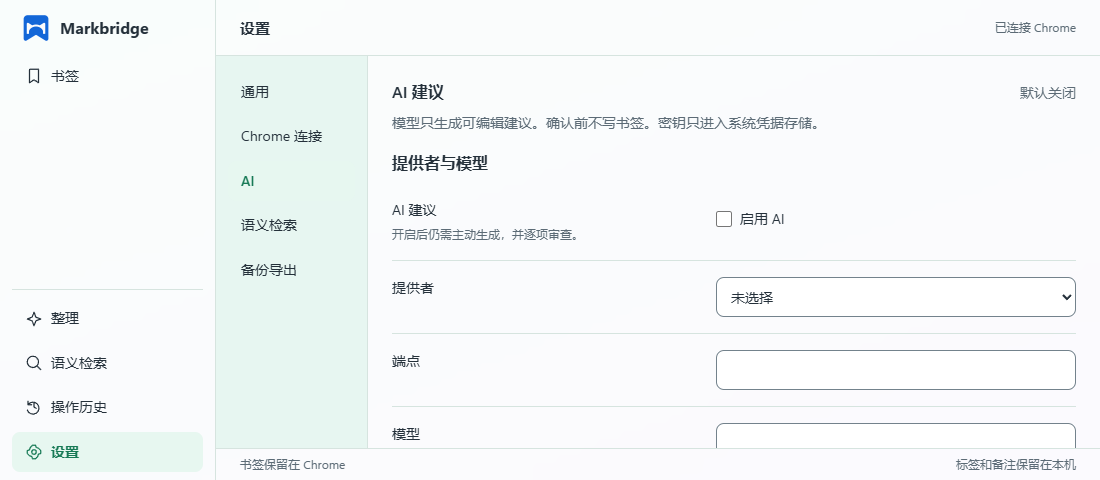 Markbridge
书签
整理
语义检索
操作历史
设置
设置
已连接 Chrome
通用
Chrome 连接
AI
语义检索
备份导出
AI 建议
默认关闭
模型只生成可编辑建议。确认前不写书签。密钥只进入系统凭据存储。
提供者与模型
AI 建议
开启后仍需主动生成，并逐项审查。
启用 AI
提供者
未选择
端点
模型
书签保留在 Chrome
标签和备注保留在本机